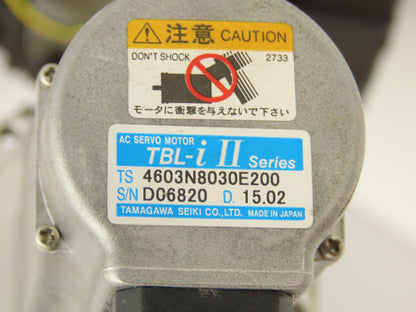 注意 CAUTION
DON'T SHOCK 2733
モータに衝撃を与えないで下さい
AC SERVO MOTOR
TBL-i II Series
TS 4603N8030E200
S/N D06820 D. 15.02
TAMAGAWA SEIKI CO.,LTD. MADE IN JAPAN